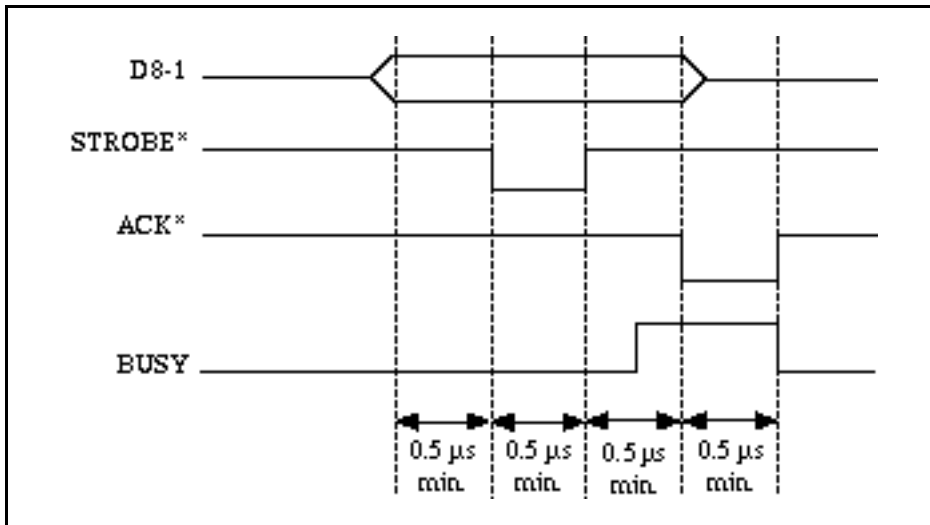 D8-1
STROBE*
ACK*
BUSY
0.5 µs 0.5 µs 0.5 µs 0.5 µs
min. min. min. min.